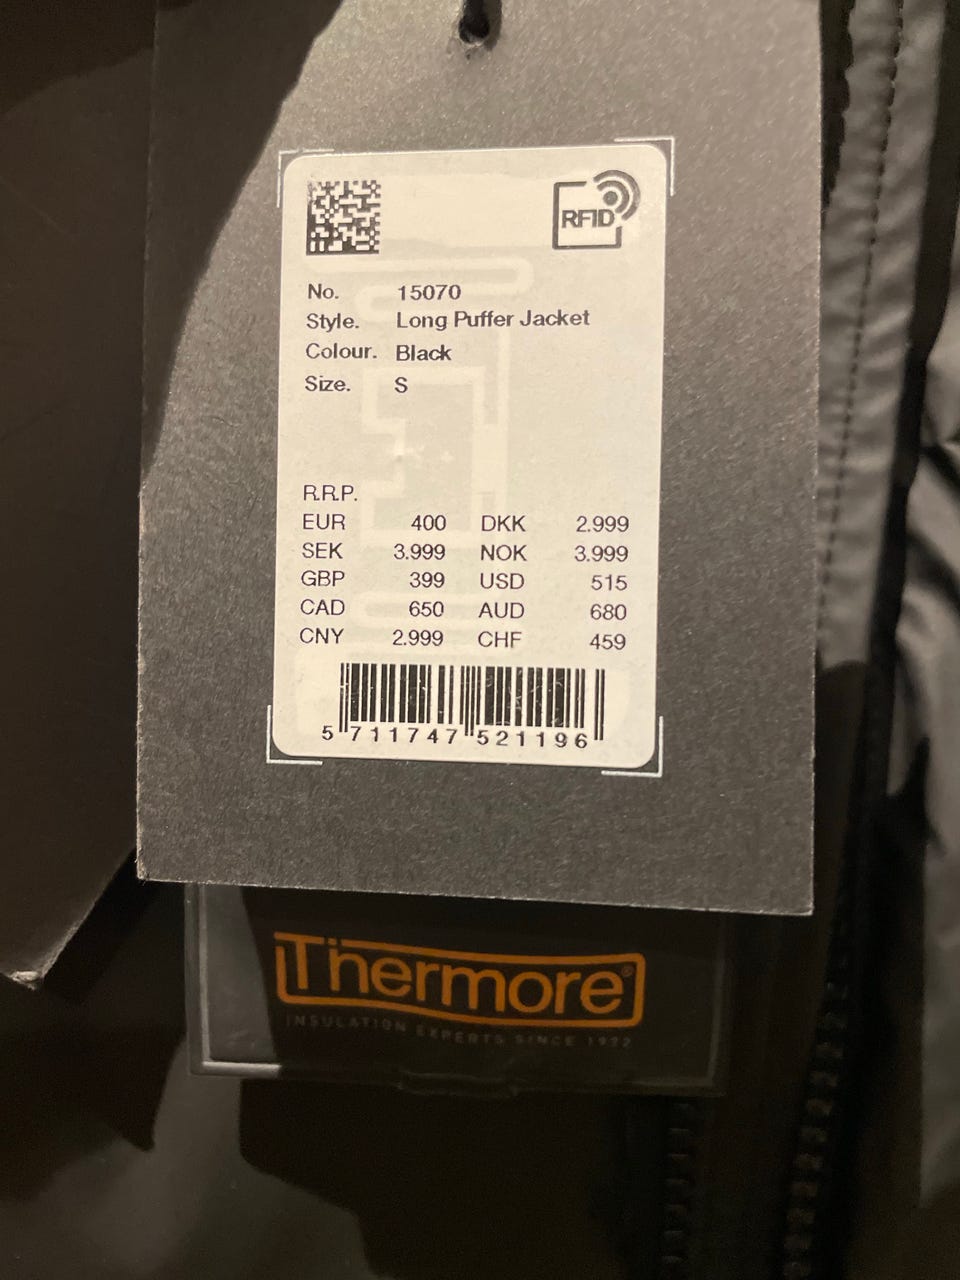 RFID
No. 15070
Style. Long Puffer Jacket
Colour. Black
Size. S
R.R.P.
EUR 400 DKK 2.999
SEK 3.999 NOK 3.999
GBP 399 USD 515
CAD 650 AUD 680
CNY 2.999 CHF 459
5 711747 521196
Thermore®
INSULATION EXPERTS SINCE 1972